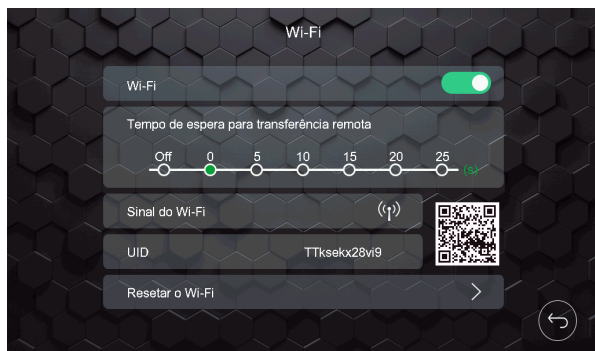 Wi-Fi
Wi-Fi
Tempo de espera para transferência remota
Off 0 5 10 15 20 25 (s)
Sinal do Wi-Fi
UID TTksekx28vi9
Resetar o Wi-Fi